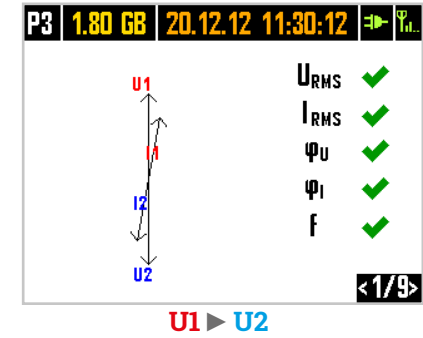 P3 1.80 GB 20.12.12 11:30:12
U1
URMS
IRMS
I1
φU
φI
I2
f
U2
<1/9>
U1 ▶ U2